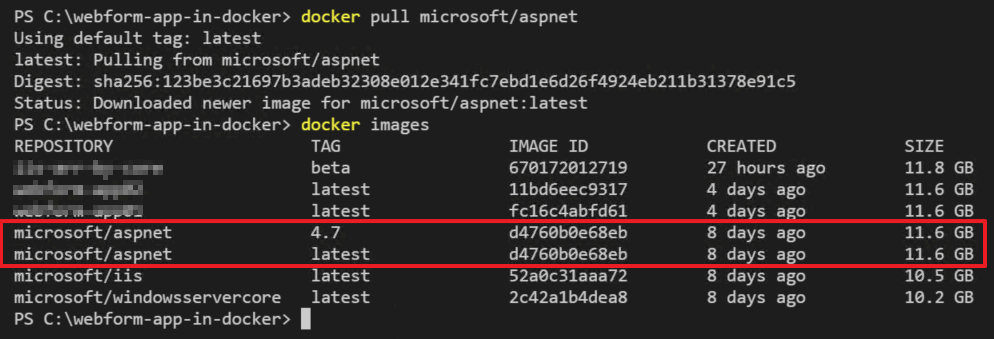 PS C:\webform-app-in-docker> docker pull microsoft/aspnet
Using default tag: latest
latest: Pulling from microsoft/aspnet
Digest: sha256:123be3c21697b3adeb32308e012e341fc7ebd1e6d26f4924eb211b31378e91c5
Status: Downloaded newer image for microsoft/aspnet:latest
PS C:\webform-app-in-docker> docker images
REPOSITORY TAG IMAGE ID CREATED SIZE
beta 670172012719 27 hours ago 11.8 GB
latest 11bd6eec9317 4 days ago 11.6 GB
latest fc16c4abfd61 4 days ago 11.6 GB
microsoft/aspnet 4.7 d4760b0e68eb 8 days ago 11.6 GB
microsoft/aspnet latest d4760b0e68eb 8 days ago 11.6 GB
microsoft/iis latest 52a0c31aaa72 8 days ago 10.5 GB
microsoft/windowsservercore latest 2c42a1b4dea8 8 days ago 10.2 GB
PS C:\webform-app-in-docker>